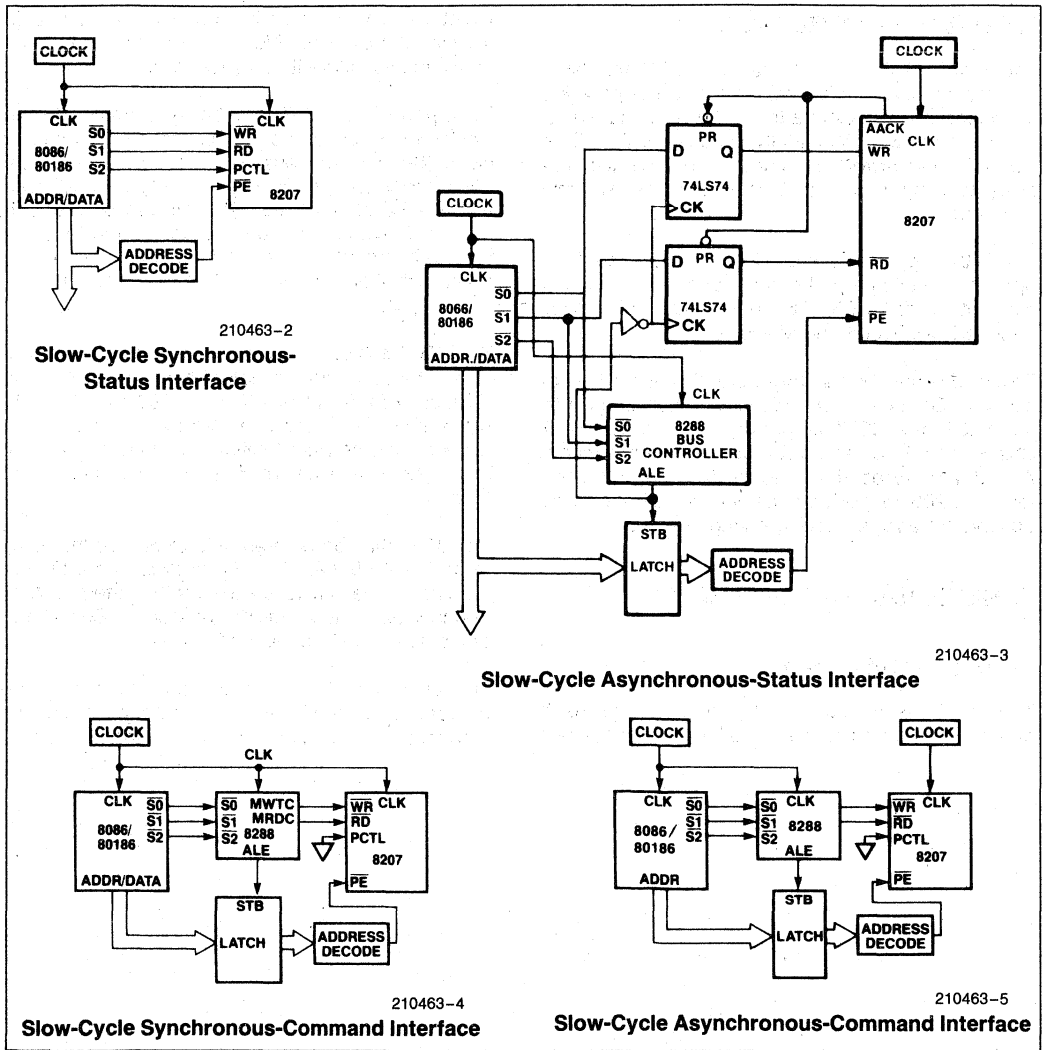 CLOCK
CLK
CLK
8086/
80186
S0
S1
S2
WR
RD
PCTL
PE
8207
ADDR/DATA
ADDRESS
DECODE
210463-2
Slow-Cycle Synchronous-
Status Interface
CLOCK
AACK
CLK
WR
8207
RD
PE
PR
D
Q
74LS74
CK
PR
D
Q
74LS74
CK
CLOCK
CLK
8066/
80186
S0
S1
S2
ADDR./DATA
CLK
S0
S1
S2
8288
BUS
CONTROLLER
ALE
STB
LATCH
ADDRESS
DECODE
210463-3
Slow-Cycle Asynchronous-Status Interface
CLOCK
CLK
CLK
8086/
80186
S0
S1
S2
ADDR/DATA
S0
S1
S2
MWTC
MRDC
8288
ALE
WR
CLK
RD
PCTL
8207
PE
STB
LATCH
ADDRESS
DECODE
210463-4
Slow-Cycle Synchronous-Command Interface
CLOCK
CLOCK
CLK
8086/
80186
S0
S1
S2
ADDR
CLK
S0
S1
S2
8288
ALE
WR
CLK
RD
PCTL
8207
PE
STB
LATCH
ADDRESS
DECODE
210463-5
Slow-Cycle Asynchronous-Command Interface